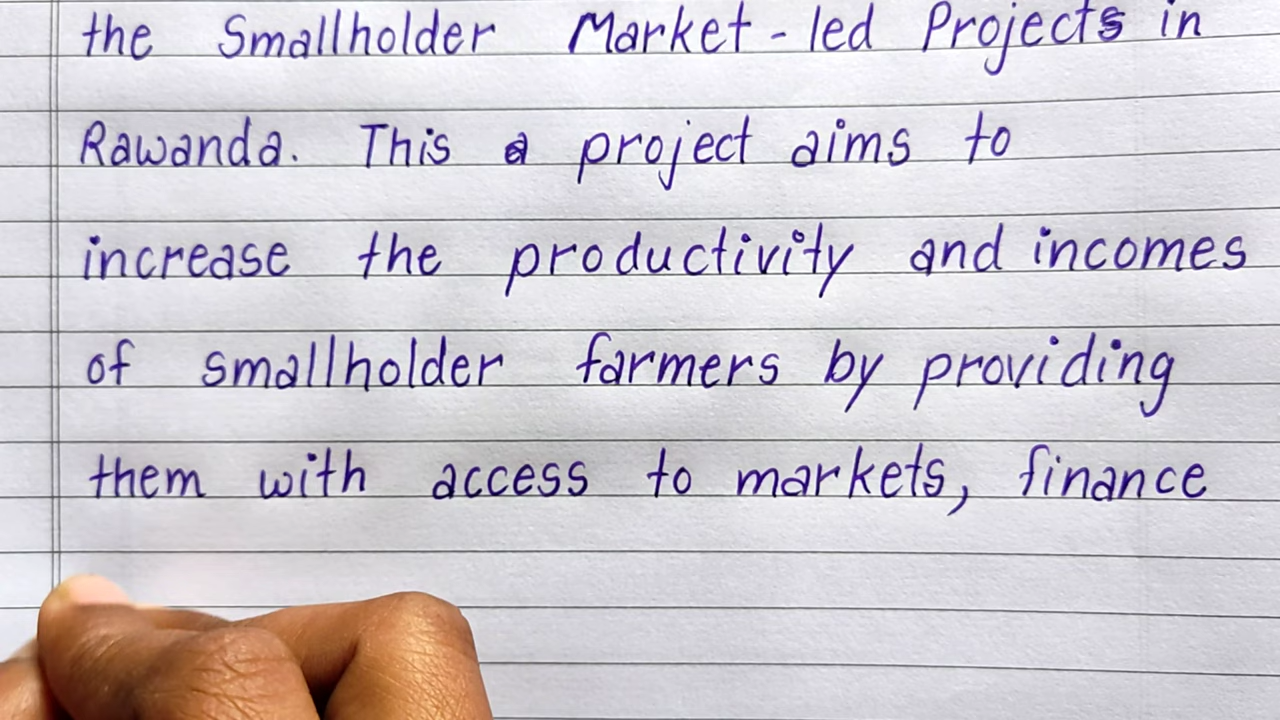 the Smallholder Market-led Projects in
Rawanda. This a project aims to
increase the productivity and incomes
of smallholder farmers by providing
them with access to markets, finance